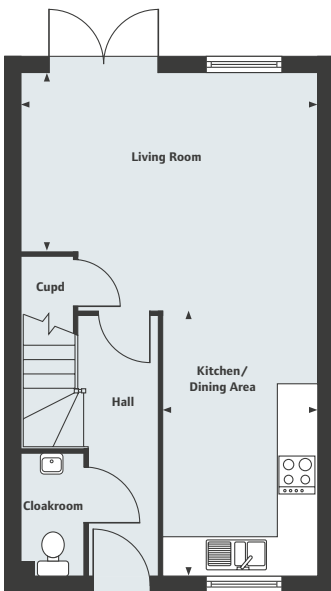 Living Room
Cupd
Kitchen/
Dining Area
Hall
Cloakroom